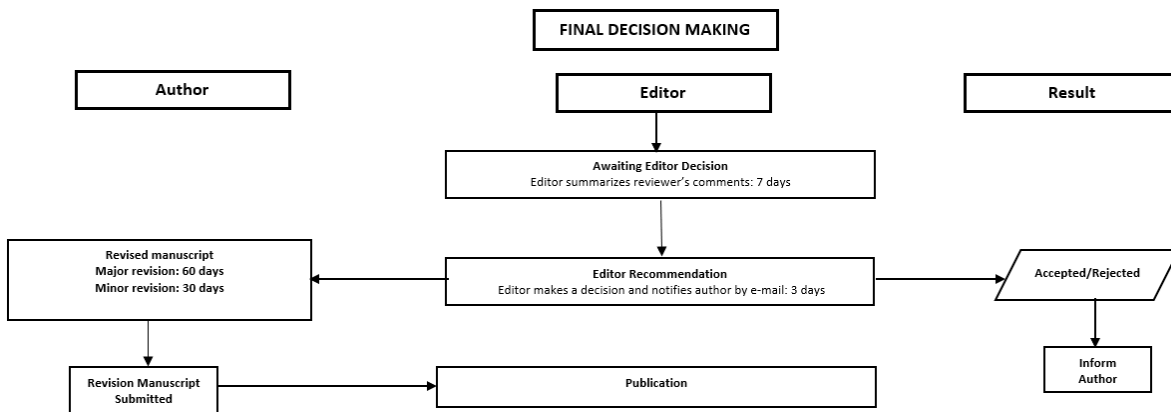 FINAL DECISION MAKING
Author
Editor
Result
Awaiting Editor Decision
Editor summarizes reviewer's comments: 7 days
Revised manuscript
Major revision: 60 days
Minor revision: 30 days
Editor Recommendation
Editor makes a decision and notifies author by e-mail: 3 days
Accepted/Rejected
Revision Manuscript
Submitted
Publication
Inform
Author